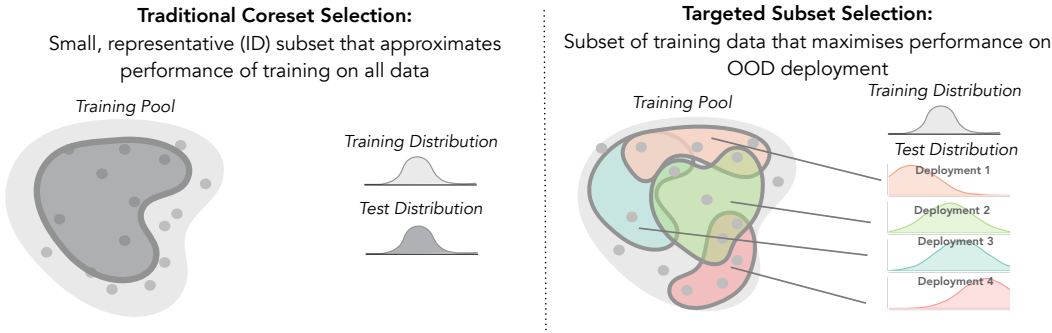 Traditional Coreset Selection:
Small, representative (ID) subset that approximates
performance of training on all data
Training Pool
Training Distribution
Test Distribution
Targeted Subset Selection:
Subset of training data that maximises performance on
OOD deployment
Training Pool
Training Distribution
Test Distribution
Deployment 1
Deployment 2
Deployment 3
Deployment 4